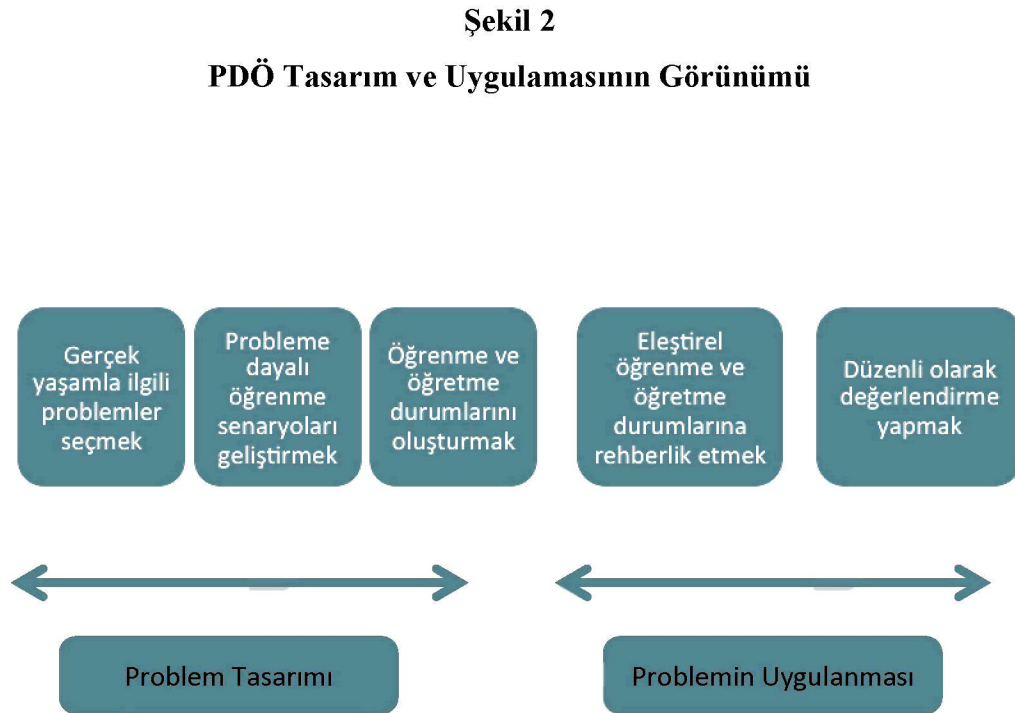 Şekil 2
PDÖ Tasarım ve Uygulamasının Görünümü
Gerçek
yaşamla ilgili
problemler
seçmek
Probleme
dayalı
öğrenme
senaryoları
geliştirmek
Öğrenme ve
öğretme
durumlarını
oluşturmak
Eleştirel
öğrenme ve
öğretme
durumlarına
rehberlik etmek
Düzenli olarak
değerlendirme
yapmak
Problem Tasarımı
Problemin Uygulanması